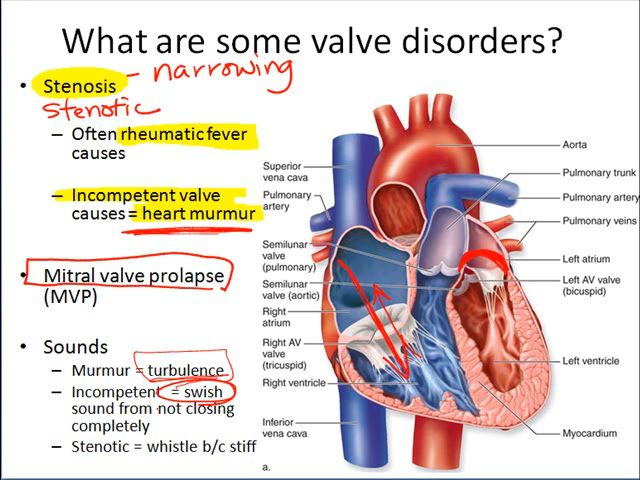 What are some valve disorders?
• Stenosis - narrowing
stenotic
– Often rheumatic fever
causes
– Incompetent valve
causes = heart murmur
• Mitral valve prolapse
(MVP)
• Sounds
– Murmur = turbulence
– Incompetent = swish
sound from not closing
completely
– Stenotic = whistle b/c stiff
Superior
vena cava
Pulmonary
artery
Semilunar
valve
(pulmonary)
Semilunar
valve (aortic)
Right
atrium
Right AV
valve
(tricuspid)
Right ventricle
Inferior
vena cava
a.
Aorta
Pulmonary trunk
Pulmonary artery
Pulmonary veins
Left atrium
Left AV valve
(bicuspid)
Left ventricle
Myocardium